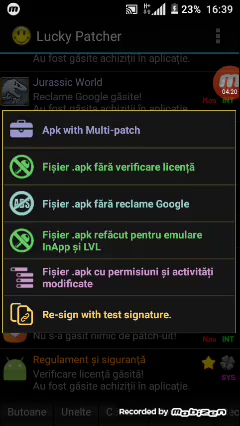 23% 16:39
Lucky Patcher
Au fost găsite achiziții în aplicație.
Jurassic World
Reclame Google găsite!
Au fost găsite achiziții în aplicație.
INT
04:20
Apk with Multi-patch
Fișier .apk fără verificare licență
ADS
Fișier .apk fără reclame Google
Fișier .apk refăcut pentru emulare
InApp și LVL
Fișier .apk cu permisiuni și activități
modificate
Re-sign with test signature.
Nu s-a găsit nimic de patch-uit!
INT
Regulament și siguranță
Verificare licență găsită!
Au fost găsite achiziții în aplicație.
SYS
Butoane
Unelte
Recorded by Mobizen